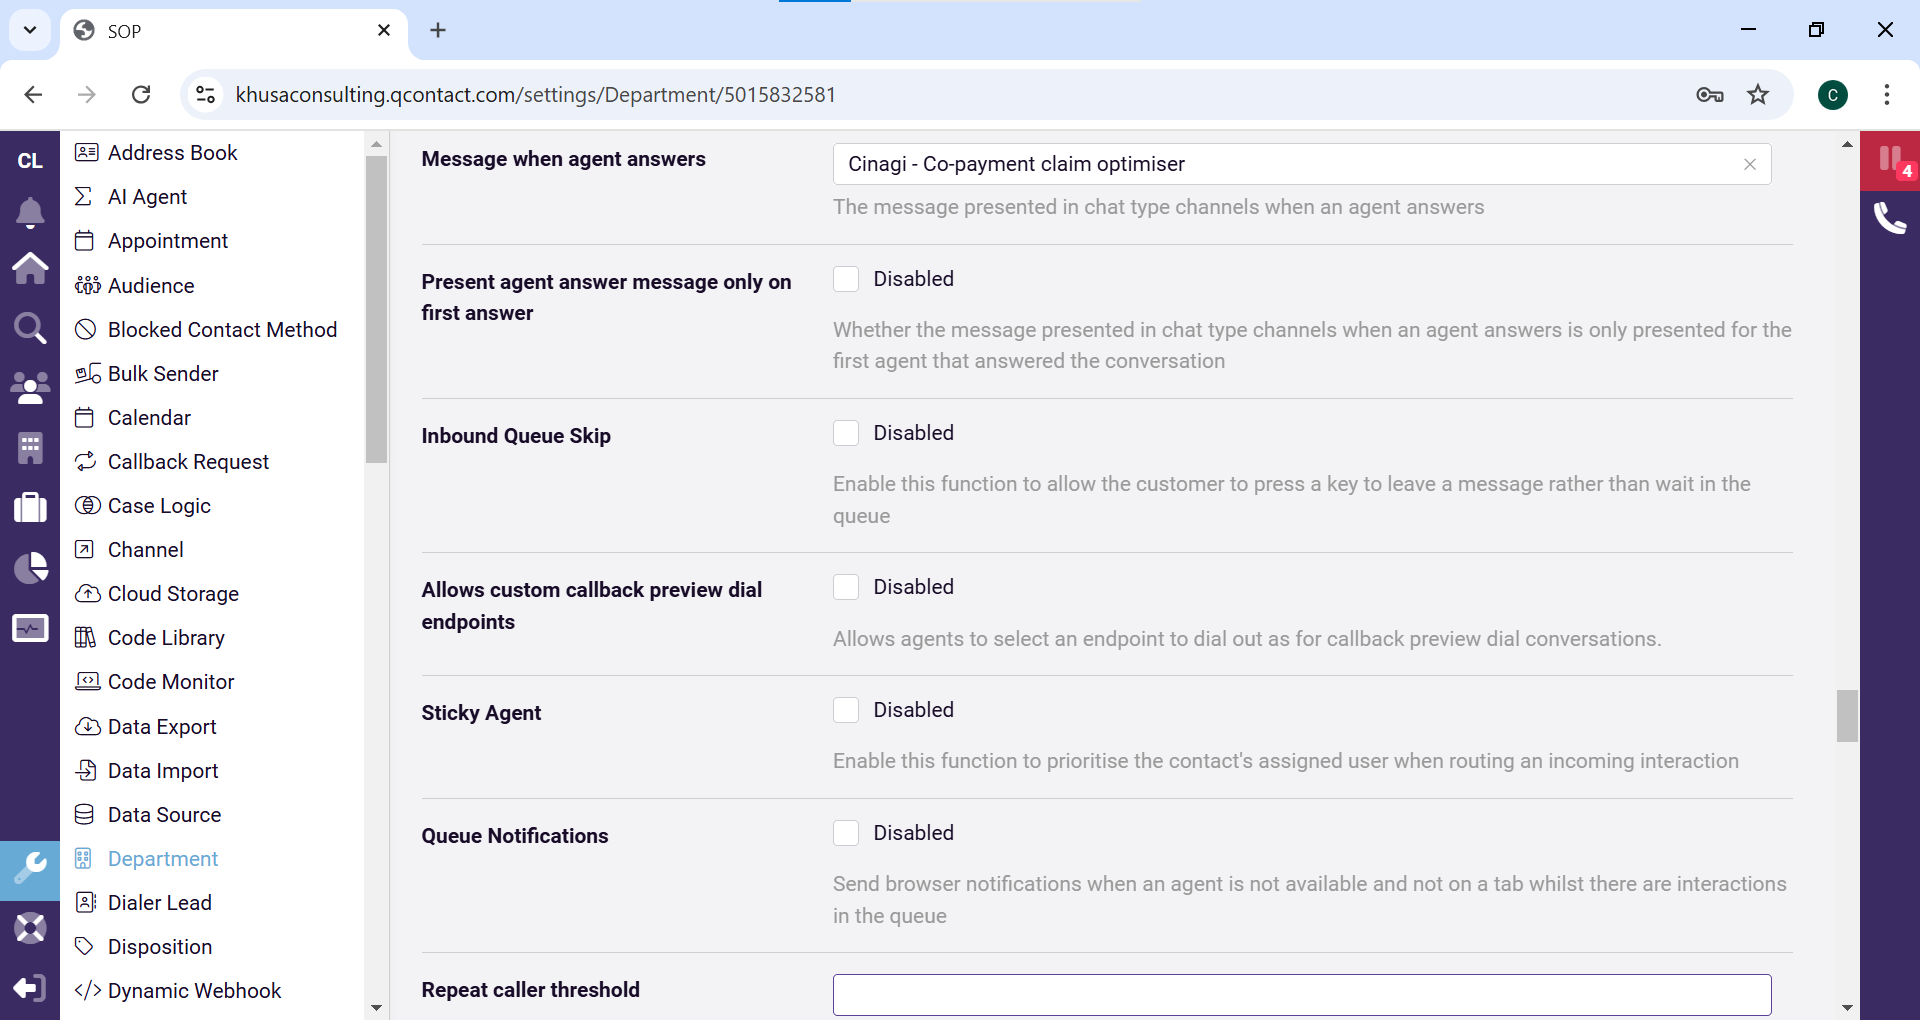 SOP
khusaconsulting.qcontact.com/settings/Department/5015832581
C
CL
4
Address Book
AI Agent
Appointment
Audience
Blocked Contact Method
Bulk Sender
Calendar
Callback Request
Case Logic
Channel
Cloud Storage
Code Library
Code Monitor
Data Export
Data Import
Data Source
Department
Dialer Lead
Disposition
Dynamic Webhook
Message when agent answers
Cinagi - Co-payment claim optimiser
The message presented in chat type channels when an agent answers
Present agent answer message only on
first answer
Disabled
Whether the message presented in chat type channels when an agent answers is only presented for the
first agent that answered the conversation
Inbound Queue Skip
Disabled
Enable this function to allow the customer to press a key to leave a message rather than wait in the
queue
Allows custom callback preview dial
endpoints
Disabled
Allows agents to select an endpoint to dial out as for callback preview dial conversations.
Sticky Agent
Disabled
Enable this function to prioritise the contact's assigned user when routing an incoming interaction
Queue Notifications
Disabled
Send browser notifications when an agent is not available and not on a tab whilst there are interactions
in the queue
Repeat caller threshold